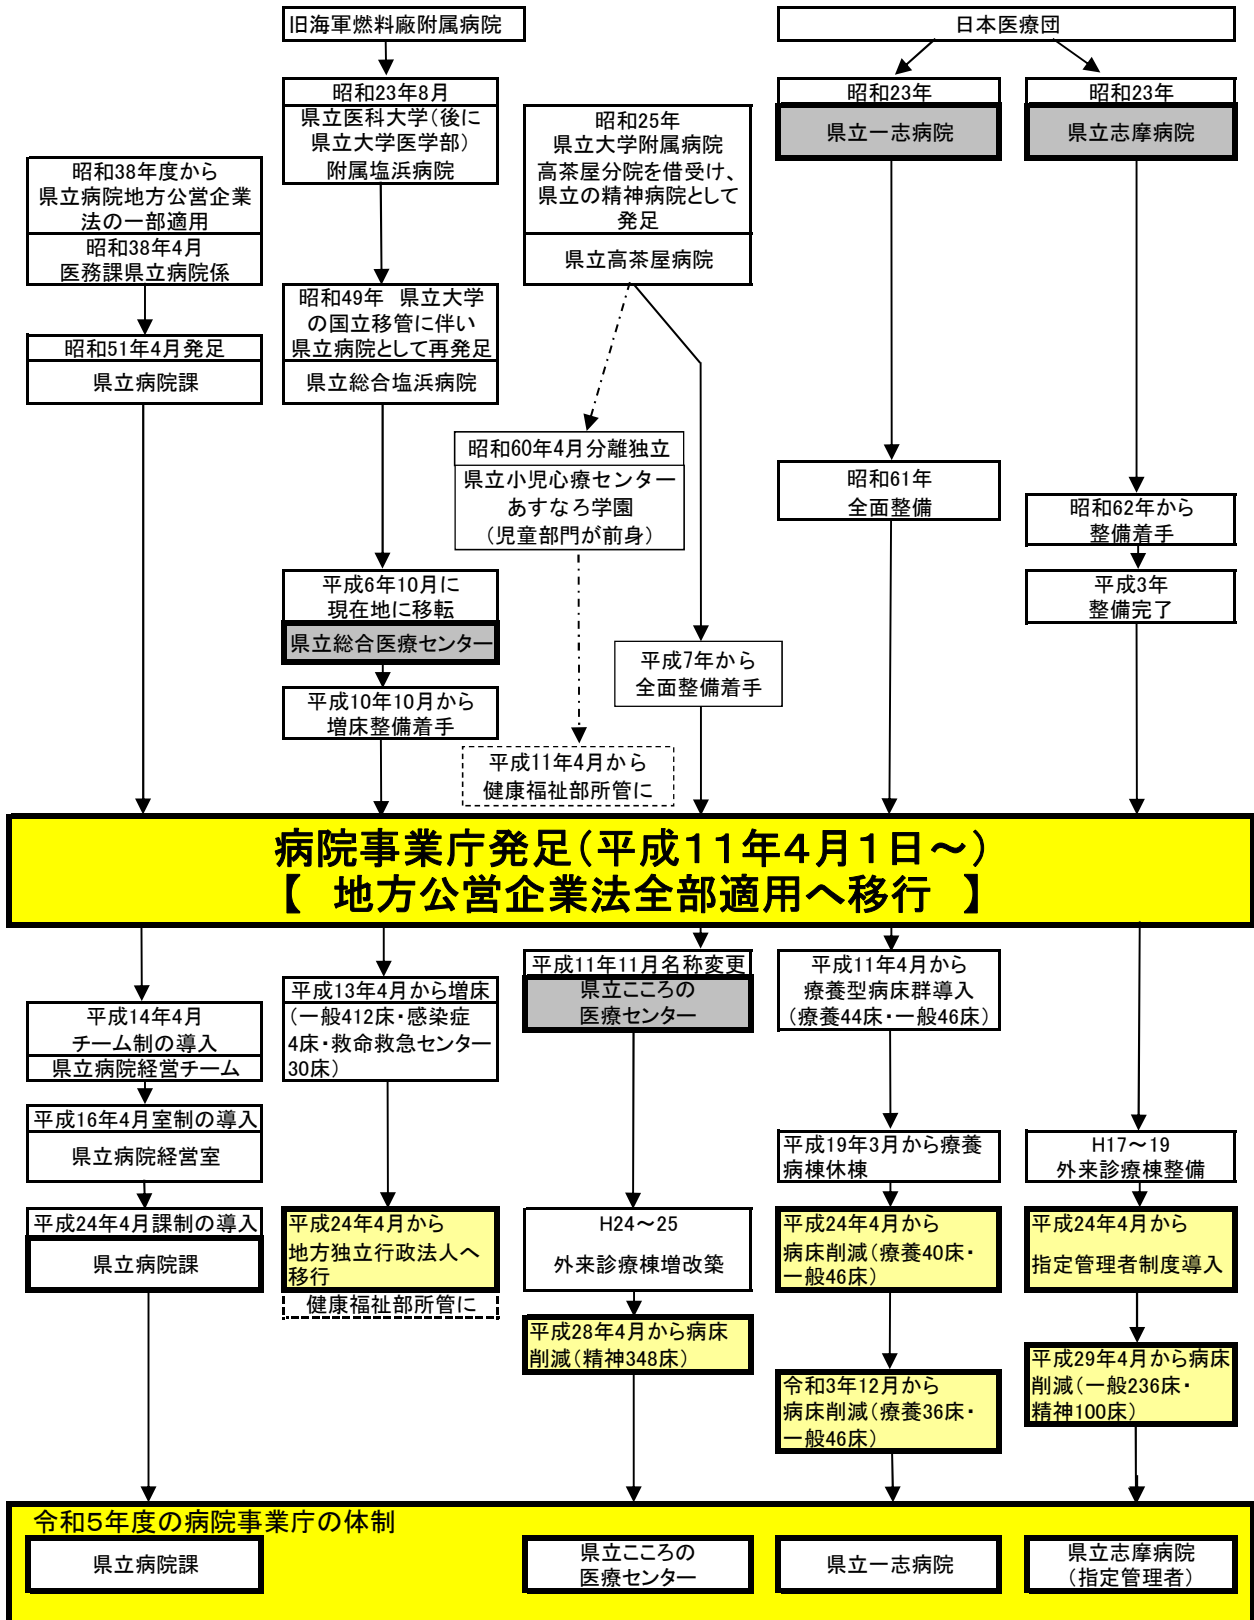 旧海軍燃料廠附属病院
日本医療団
昭和23年8月
県立医科大学(後に
県立大学医学部)
附属塩浜病院
昭和25年
県立大学附属病院
高茶屋分院を借受け、
県立の精神病院として
発足
県立高茶屋病院
昭和23年
県立一志病院
昭和23年
県立志摩病院
昭和38年度から
県立病院地方公営企業
法の一部適用
昭和38年4月
医務課県立病院係
昭和49年 県立大学
の国立移管に伴い
県立病院として再発足
県立総合塩浜病院
昭和51年4月発足
県立病院課
昭和60年4月分離独立
県立小児心療センター
あすなろ学園
(児童部門が前身)
昭和61年
全面整備
昭和62年から
整備着手
平成3年
整備完了
平成6年10月に
現在地に移転
県立総合医療センター
平成10年10月から
増床整備着手
平成7年から
全面整備着手
平成11年4月から
健康福祉部所管に
病院事業庁発足(平成11年4月1日~)
【 地方公営企業法全部適用へ移行 】
平成14年4月
チーム制の導入
県立病院経営チーム
平成16年4月室制の導入
県立病院経営室
平成24年4月課制の導入
県立病院課
平成13年4月から増床
(一般412床・感染症
4床・救命救急センター
30床)
平成24年4月から
地方独立行政法人へ
移行
健康福祉部所管に
平成11年11月名称変更
県立こころの
医療センター
H24~25
外来診療棟増改築
平成28年4月から病床
削減(精神348床)
平成11年4月から
療養型病床群導入
(療養44床・一般46床)
平成19年3月から療養
病棟休棟
平成24年4月から
病床削減(療養40床・
一般46床)
令和3年12月から
病床削減(療養36床・
一般46床)
H17~19
外来診療棟整備
平成24年4月から
指定管理者制度導入
平成29年4月から病床
削減(一般236床・
精神100床)
令和5年度の病院事業庁の体制
県立病院課
県立こころの
医療センター
県立一志病院
県立志摩病院
(指定管理者)